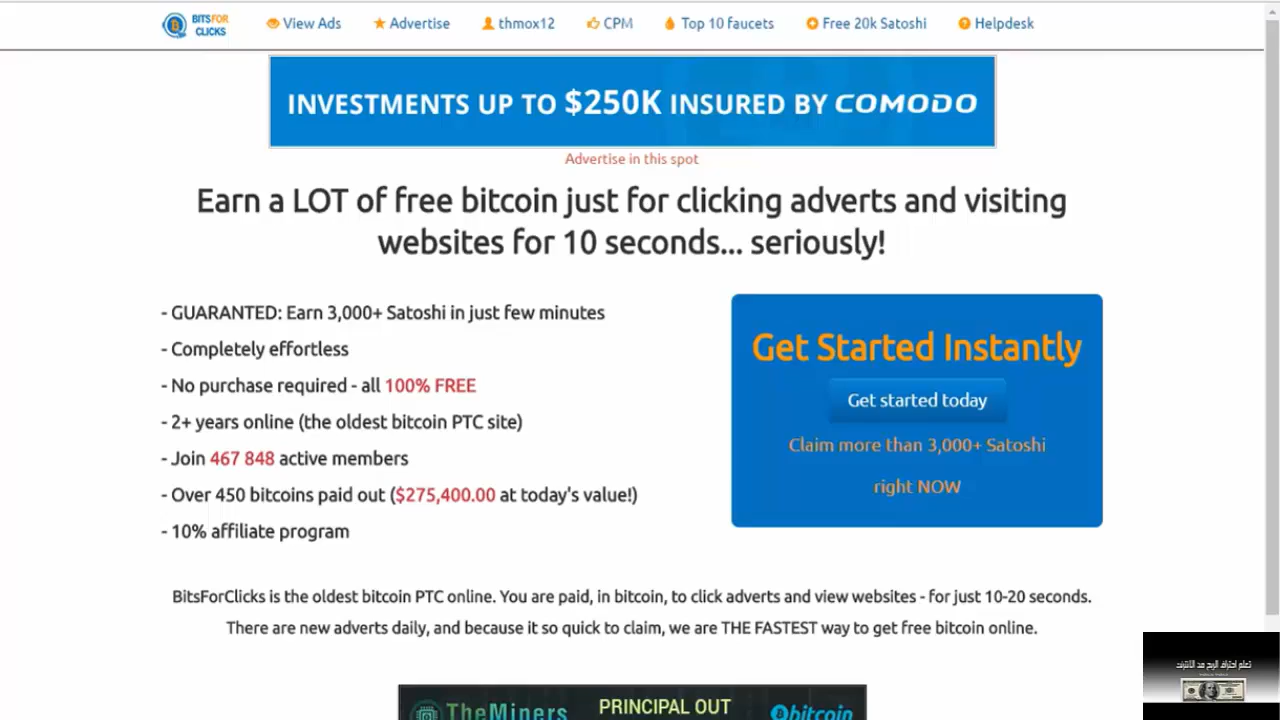 BITSFOR
CLICKS
View Ads
Advertise
thmox12
CPM
Top 10 faucets
Free 20k Satoshi
Helpdesk
INVESTMENTS UP TO $250K INSURED BY COMODO
Advertise in this spot
Earn a LOT of free bitcoin just for clicking adverts and visiting
websites for 10 seconds... seriously!
- GUARANTED: Earn 3,000+ Satoshi in just few minutes
- Completely effortless
- No purchase required - all 100% FREE
- 2+ years online (the oldest bitcoin PTC site)
- Join 467 848 active members
- Over 450 bitcoins paid out ($275,400.00 at today's value!)
- 10% affiliate program
Get Started Instantly
Get started today
Claim more than 3,000+ Satoshi
right NOW
BitsForClicks is the oldest bitcoin PTC online. You are paid, in bitcoin, to click adverts and view websites - for just 10-20 seconds.
There are new adverts daily, and because it so quick to claim, we are THE FASTEST way to get free bitcoin online.
TheMiners
PRINCIPAL OUT
bitcoin
تعلم احتراف الربح من الانترنت